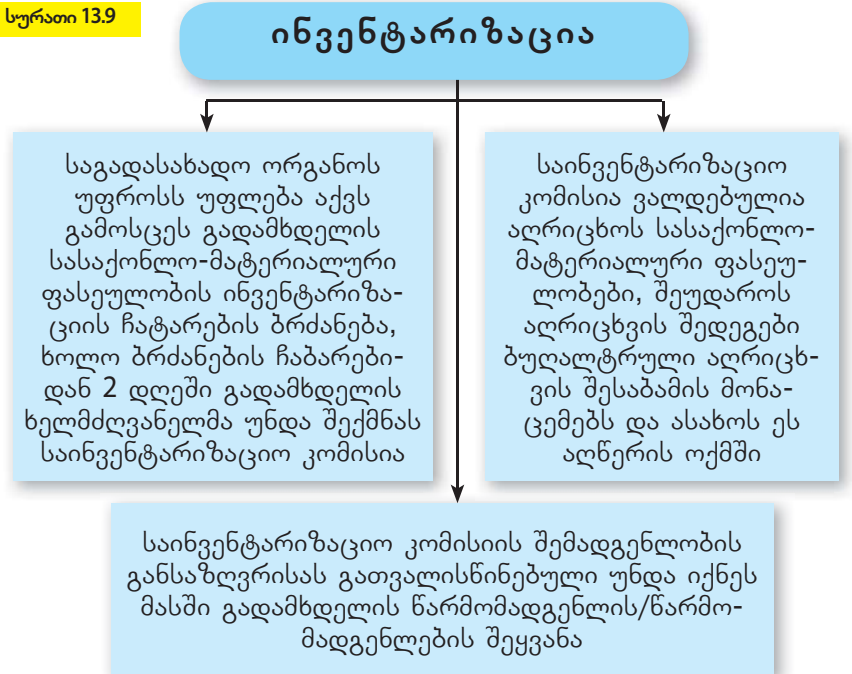 სურათი 13.9
ინვენტარიზაცია
საგადასახადო ორგანოს
უფროსს უფლება აქვს
გამოსცეს გადამხდელის
სასაქონლო-მატერიალური
ფასეულობის ინვენტარიზა-
ციის ჩატარების ბრძანება,
ხოლო ბრძანების ჩაბარები-
დან 2 დღეში გადამხდელის
ხელმძღვანელმა უნდა შექმნას
საინვენტარიზაციო კომისია
საინვენტარიზაციო
კომისია ვალდებულია
აღრიცხოს სასაქონლო-
მატერიალური ფასეუ-
ლობები, შეუდაროს
აღრიცხვის შედეგები
ბუღალტრული აღრიცხ-
ვის შესაბამის მონა-
ცემებს და ასახოს ეს
აღწერის ოქმში
საინვენტარიზაციო კომისიის შემადგენლობის
განსაზღვრისას გათვალისწინებული უნდა იქნეს
მასში გადამხდელის წარმომადგენლის/წარმო-
მადგენლების შეყვანა